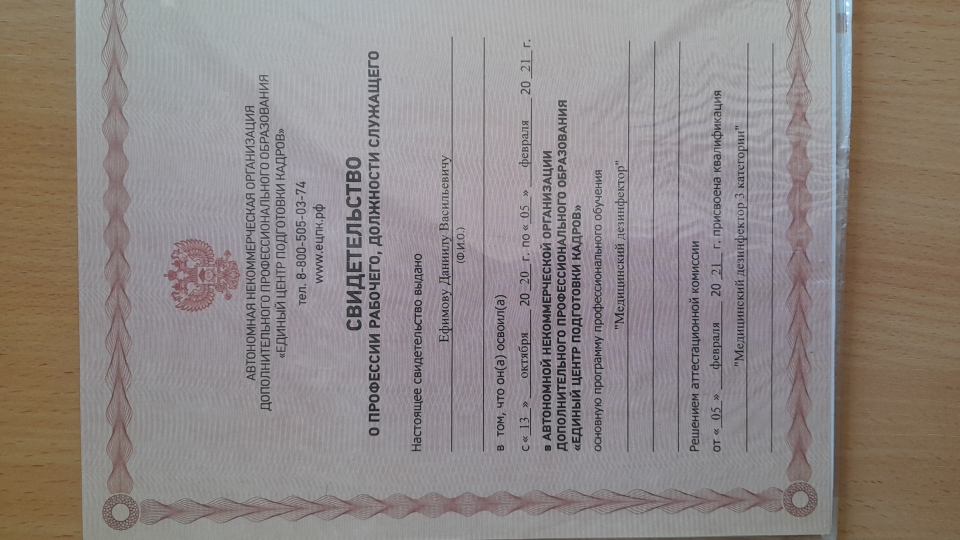 АВТОНОМНАЯ НЕКОММЕРЧЕСКАЯ ОРГАНИЗАЦИЯ
ДОПОЛНИТЕЛЬНОГО ПРОФЕССИОНАЛЬНОГО ОБРАЗОВАНИЯ
«ЕДИНЫЙ ЦЕНТР ПОДГОТОВКИ КАДРОВ»
тел. 8-800-505-03-74
www.ецпк.рф
СВИДЕТЕЛЬСТВО
О ПРОФЕССИИ РАБОЧЕГО, ДОЛЖНОСТИ СЛУЖАЩЕГО
Настоящее свидетельство выдано
Ефимову Даниилу Васильевичу
(Ф.И.О.)
в том, что он(а) освоил(а)
с « 13 » октября 20 20 г. по « 05 » февраля 20 21 г.
в АВТОНОМНОЙ НЕКОММЕРЧЕСКОЙ ОРГАНИЗАЦИИ
ДОПОЛНИТЕЛЬНОГО ПРОФЕССИОНАЛЬНОГО ОБРАЗОВАНИЯ
«ЕДИНЫЙ ЦЕНТР ПОДГОТОВКИ КАДРОВ»
основную программу профессионального обучения
"Медицинский дезинфектор"
Решением аттестационной комиссии
от « 05 » февраля 20 21 г. присвоена квалификация
"Медицинский дезинфектор 3 категории"